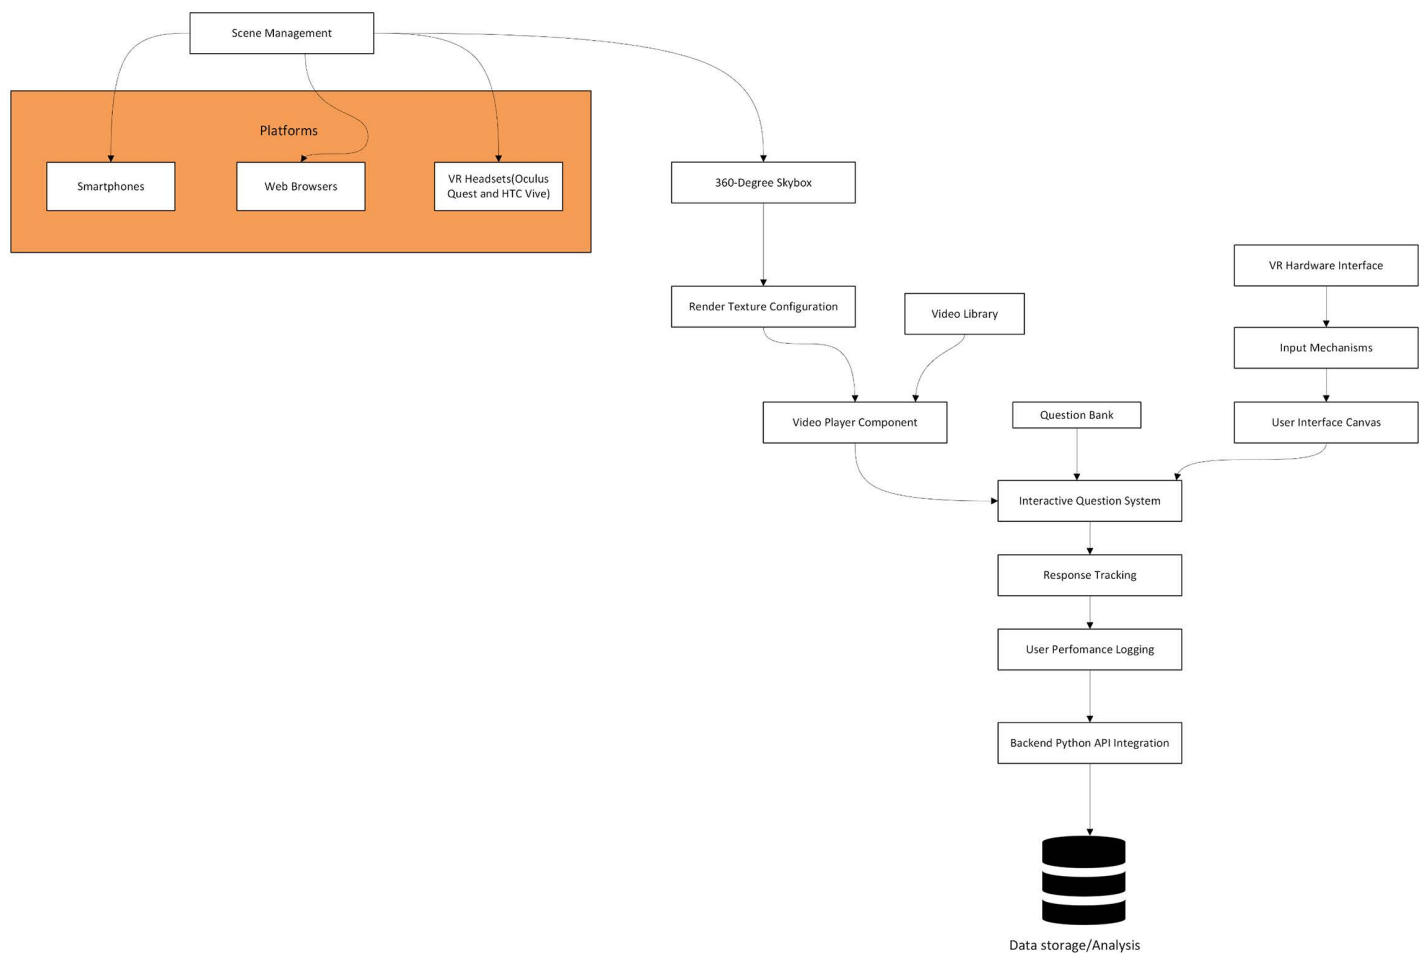 Scene Management
Platforms
Smartphones
Web Browsers
VR Headsets(Oculus
Quest and HTC Vive)
360-Degree Skybox
Render Texture Configuration
Video Library
Video Player Component
VR Hardware Interface
Input Mechanisms
User Interface Canvas
Question Bank
Interactive Question System
Response Tracking
User Perfomance Logging
Backend Python API Integration
Data storage/Analysis